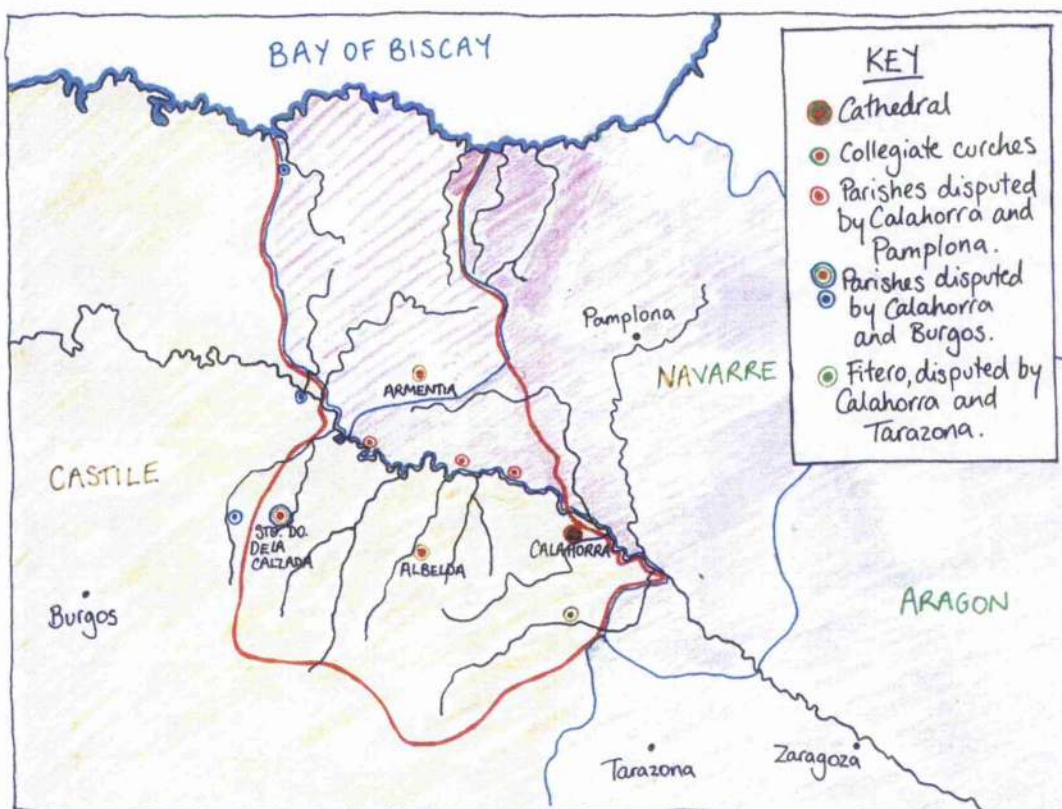 BAY OF BISCAY
KEY
Cathedral
Collegiate curches
Parishes disputed
by Calahorra and
Pamplona.
Parishes disputed
by Calahorra
and Burgos.
Fitero, disputed by
Calahorra and
Tarazona.
Pamplona
NAVARRE
ARMENTIA
CASTILE
STO. DO.
DE LA
CALZADA
ALBELDA
CALAHORRA
Burgos
ARAGON
Tarazona
Zaragoza